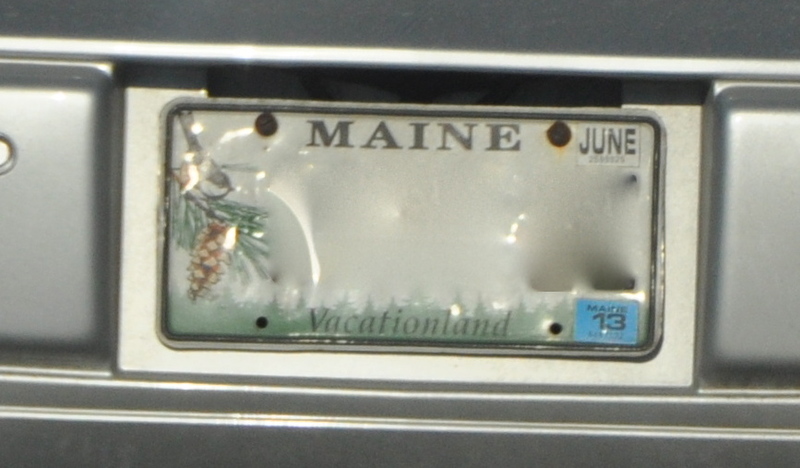 MAINE
JUNE
Vacationland
MAINE
13